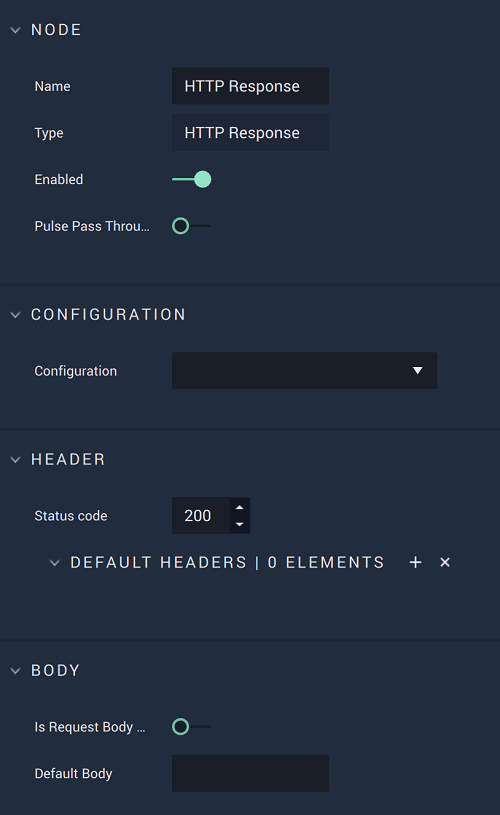 NODE
Name HTTP Response
Type HTTP Response
Enabled
Pulse Pass Throu...
CONFIGURATION
Configuration
HEADER
Status code 200
DEFAULT HEADERS | 0 ELEMENTS + ×
BODY
Is Request Body ...
Default Body